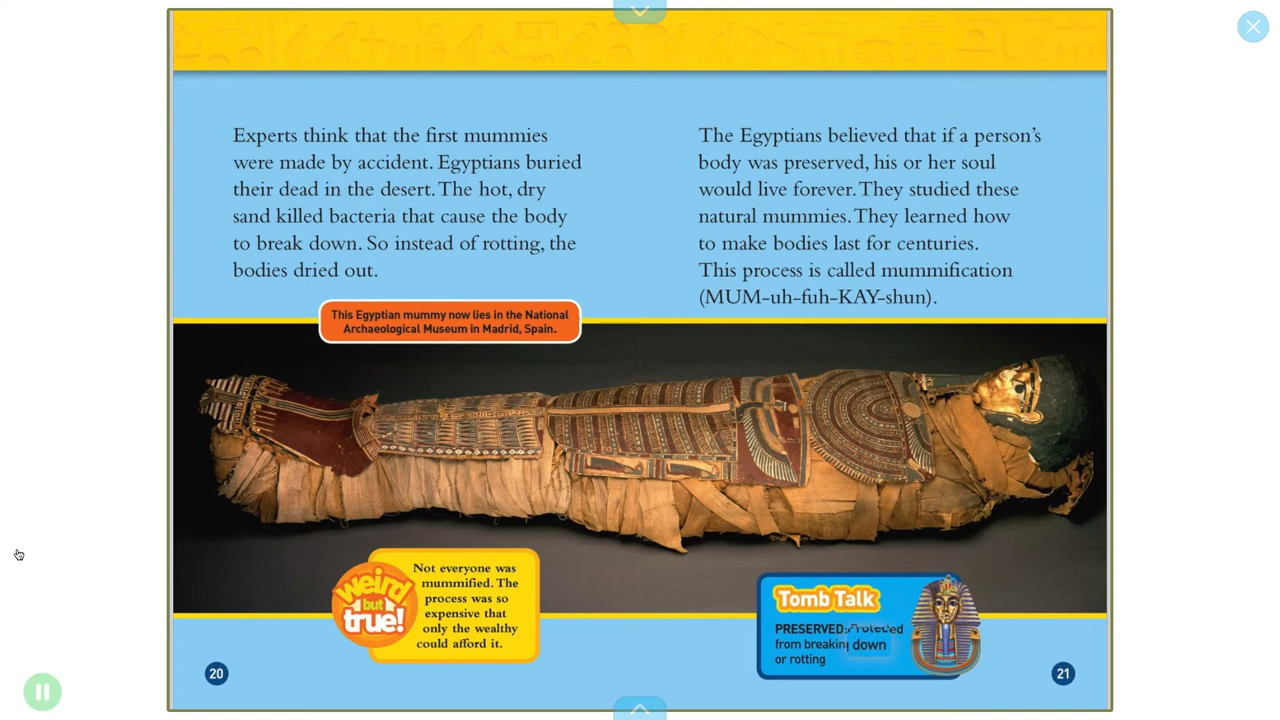 Experts think that the first mummies
were made by accident. Egyptians buried
their dead in the desert. The hot, dry
sand killed bacteria that cause the body
to break down. So instead of rotting, the
bodies dried out.
The Egyptians believed that if a person's
body was preserved, his or her soul
would live forever. They studied these
natural mummies. They learned how
to make bodies last for centuries.
This process is called mummification
(MUM-uh-fuh-KAY-shun).
This Egyptian mummy now lies in the National
Archaeological Museum in Madrid, Spain.
weird
but
true!
Not everyone was
mummified. The
process was so
expensive that
only the wealthy
could afford it.
Tomb Talk
PRESERVED: Protected
from breaking down
or rotting
20
21